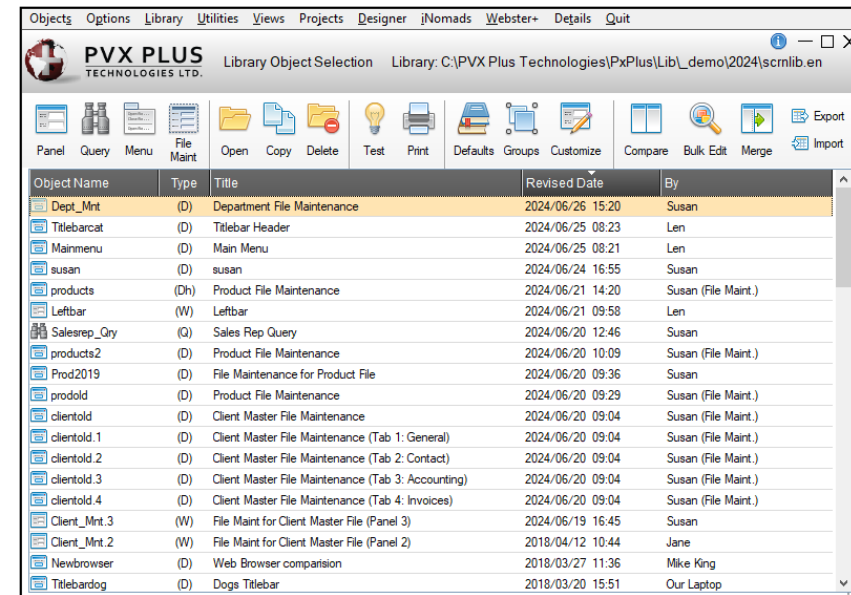 Objects Options Library Utilities Views Projects Designer iNomads Webster+ Details Quit
PVX PLUS
TECHNOLOGIES LTD.
Library Object Selection Library: C:\PVX Plus Technologies\PxPlus\Lib\_demo\2024\scrnlib.en
Panel Query Menu File Maint Open Copy Delete Test Print Defaults Groups Customize Compare Bulk Edit Merge Export
Import
Object Name Type Title Revised Date By
Dept_Mnt (D) Department File Maintenance 2024/06/26 15:20 Susan
Titlebarcat (D) Titlebar Header 2024/06/25 08:23 Len
Mainmenu (D) Main Menu 2024/06/25 08:21 Len
susan (D) susan 2024/06/24 16:55 Susan
products (Dh) Product File Maintenance 2024/06/21 14:20 Susan (File Maint.)
Leftbar (W) Leftbar 2024/06/21 09:58 Len
Salesrep_Qry (Q) Sales Rep Query 2024/06/20 12:46 Susan
products2 (D) Product File Maintenance 2024/06/20 10:09 Susan (File Maint.)
Prod2019 (D) File Maintenance for Product File 2024/06/20 09:36 Susan
prodold (D) Product File Maintenance 2024/06/20 09:29 Susan (File Maint.)
clientold (D) Client Master File Maintenance 2024/06/20 09:04 Susan (File Maint.)
clientold.1 (D) Client Master File Maintenance (Tab 1: General) 2024/06/20 09:04 Susan (File Maint.)
clientold.2 (D) Client Master File Maintenance (Tab 2: Contact) 2024/06/20 09:04 Susan (File Maint.)
clientold.3 (D) Client Master File Maintenance (Tab 3: Accounting) 2024/06/20 09:04 Susan (File Maint.)
clientold.4 (D) Client Master File Maintenance (Tab 4: Invoices) 2024/06/20 09:04 Susan (File Maint.)
Client_Mnt.3 (W) File Maint for Client Master File (Panel 3) 2024/06/19 16:45 Susan
Client_Mnt.2 (W) File Maint for Client Master File (Panel 2) 2018/04/12 10:44 Jane
Newbrowser (D) Web Browser comparision 2018/03/27 11:36 Mike King
Titlebardog (D) Dogs Titlebar 2018/03/20 15:51 Our Laptop